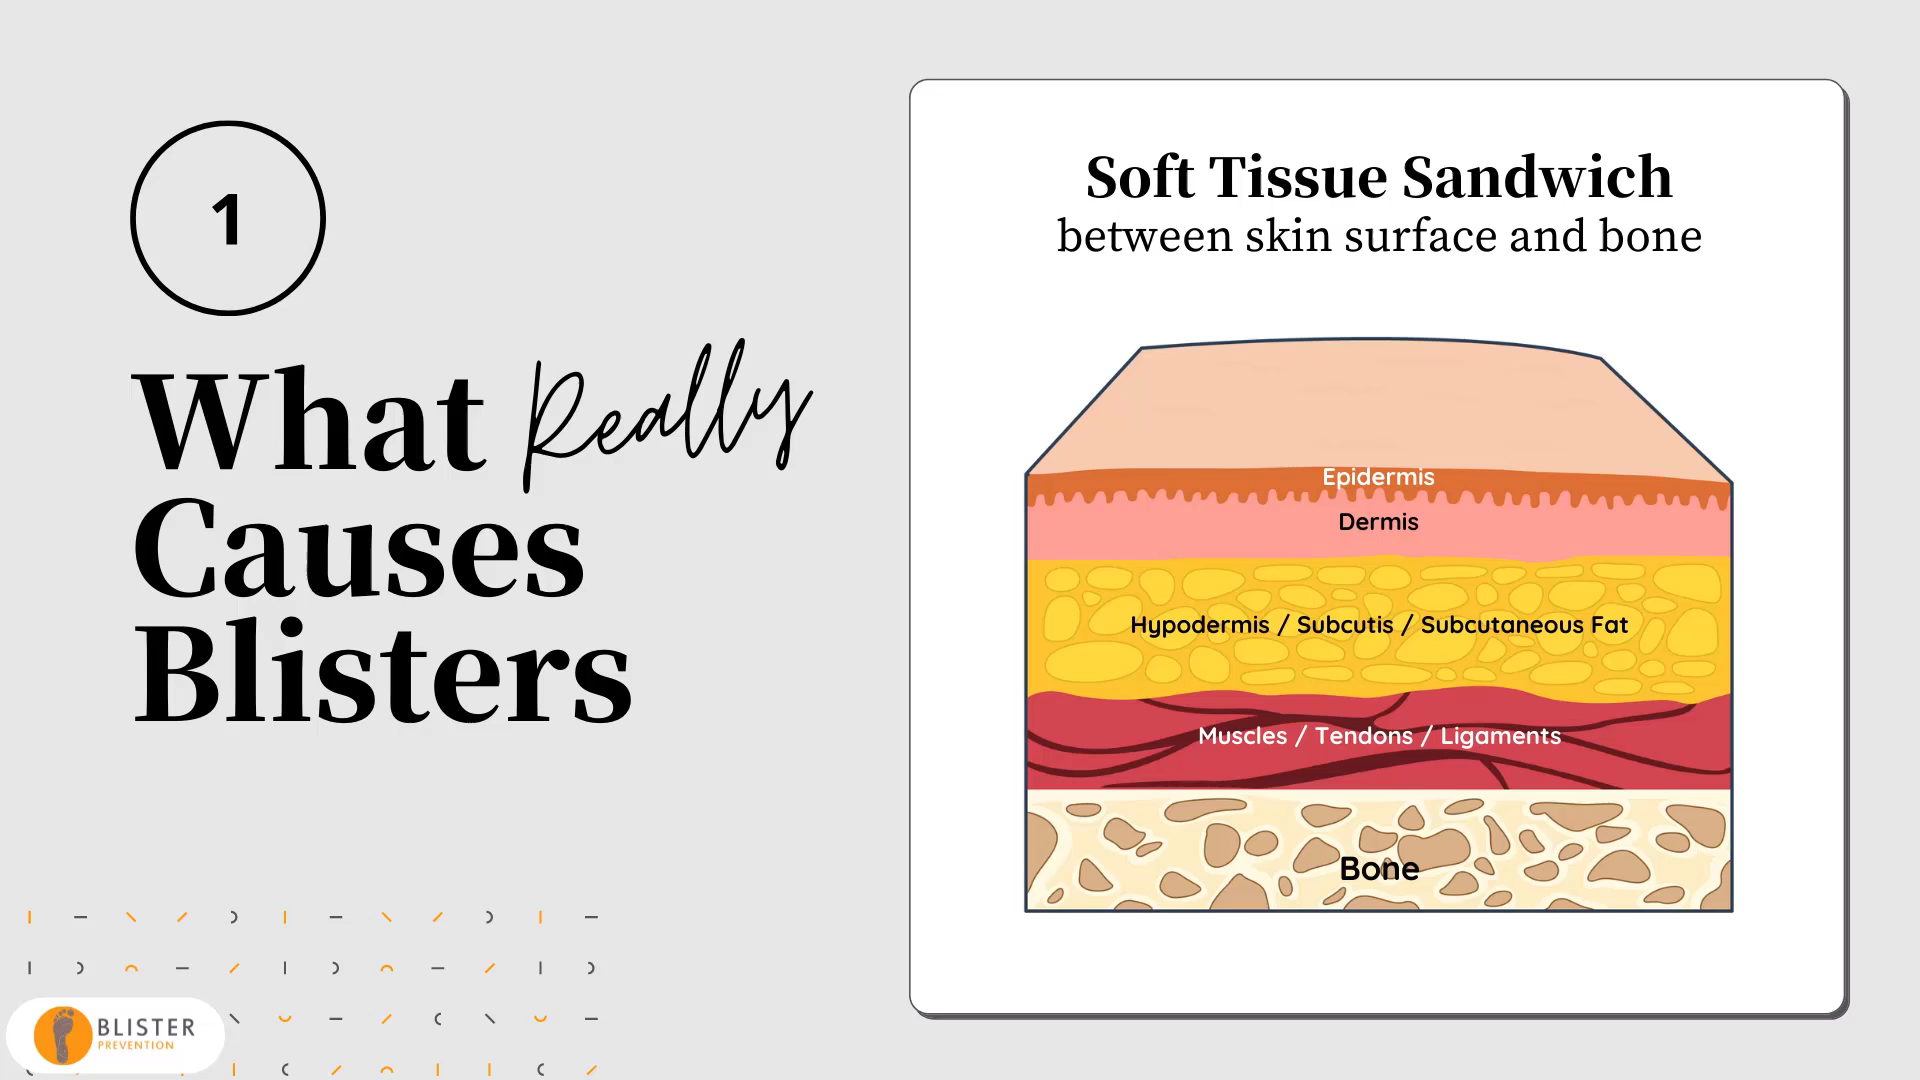 1
What Really
Causes
Blisters
Soft Tissue Sandwich
between skin surface and bone
Epidermis
Dermis
Hypodermis / Subcutis / Subcutaneous Fat
Muscles / Tendons / Ligaments
Bone
BLISTER
PREVENTION